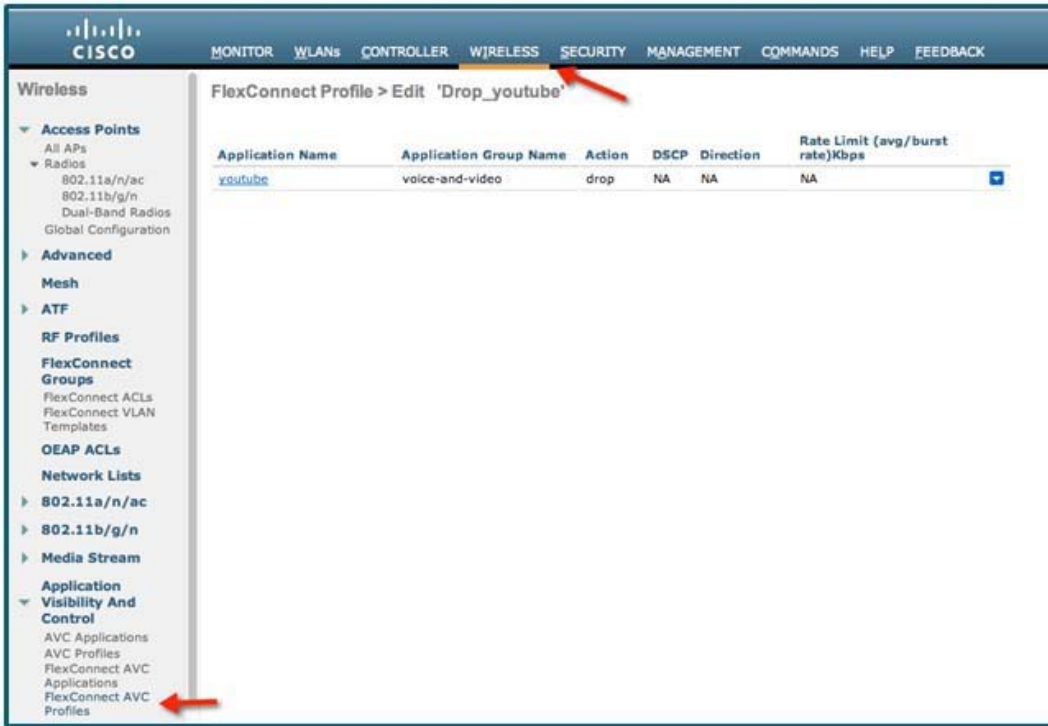 CISCO
MONITOR WLANs CONTROLLER WIRELESS SECURITY MANAGEMENT COMMANDS HELP FEEDBACK
Wireless
Access Points
All APs
Radios
802.11a/n/ac
802.11b/g/n
Dual-Band Radios
Global Configuration
Advanced
Mesh
ATF
RF Profiles
FlexConnect
Groups
FlexConnect ACLs
FlexConnect VLAN
Templates
OEAP ACLs
Network Lists
802.11a/n/ac
802.11b/g/n
Media Stream
Application
Visibility And
Control
AVC Applications
AVC Profiles
FlexConnect AVC
Applications
FlexConnect AVC
Profiles
FlexConnect Profile > Edit 'Drop_youtube'
Application Name Application Group Name Action DSCP Direction Rate Limit (avg/burst
rate)Kbps
youtube voice-and-video drop NA NA NA